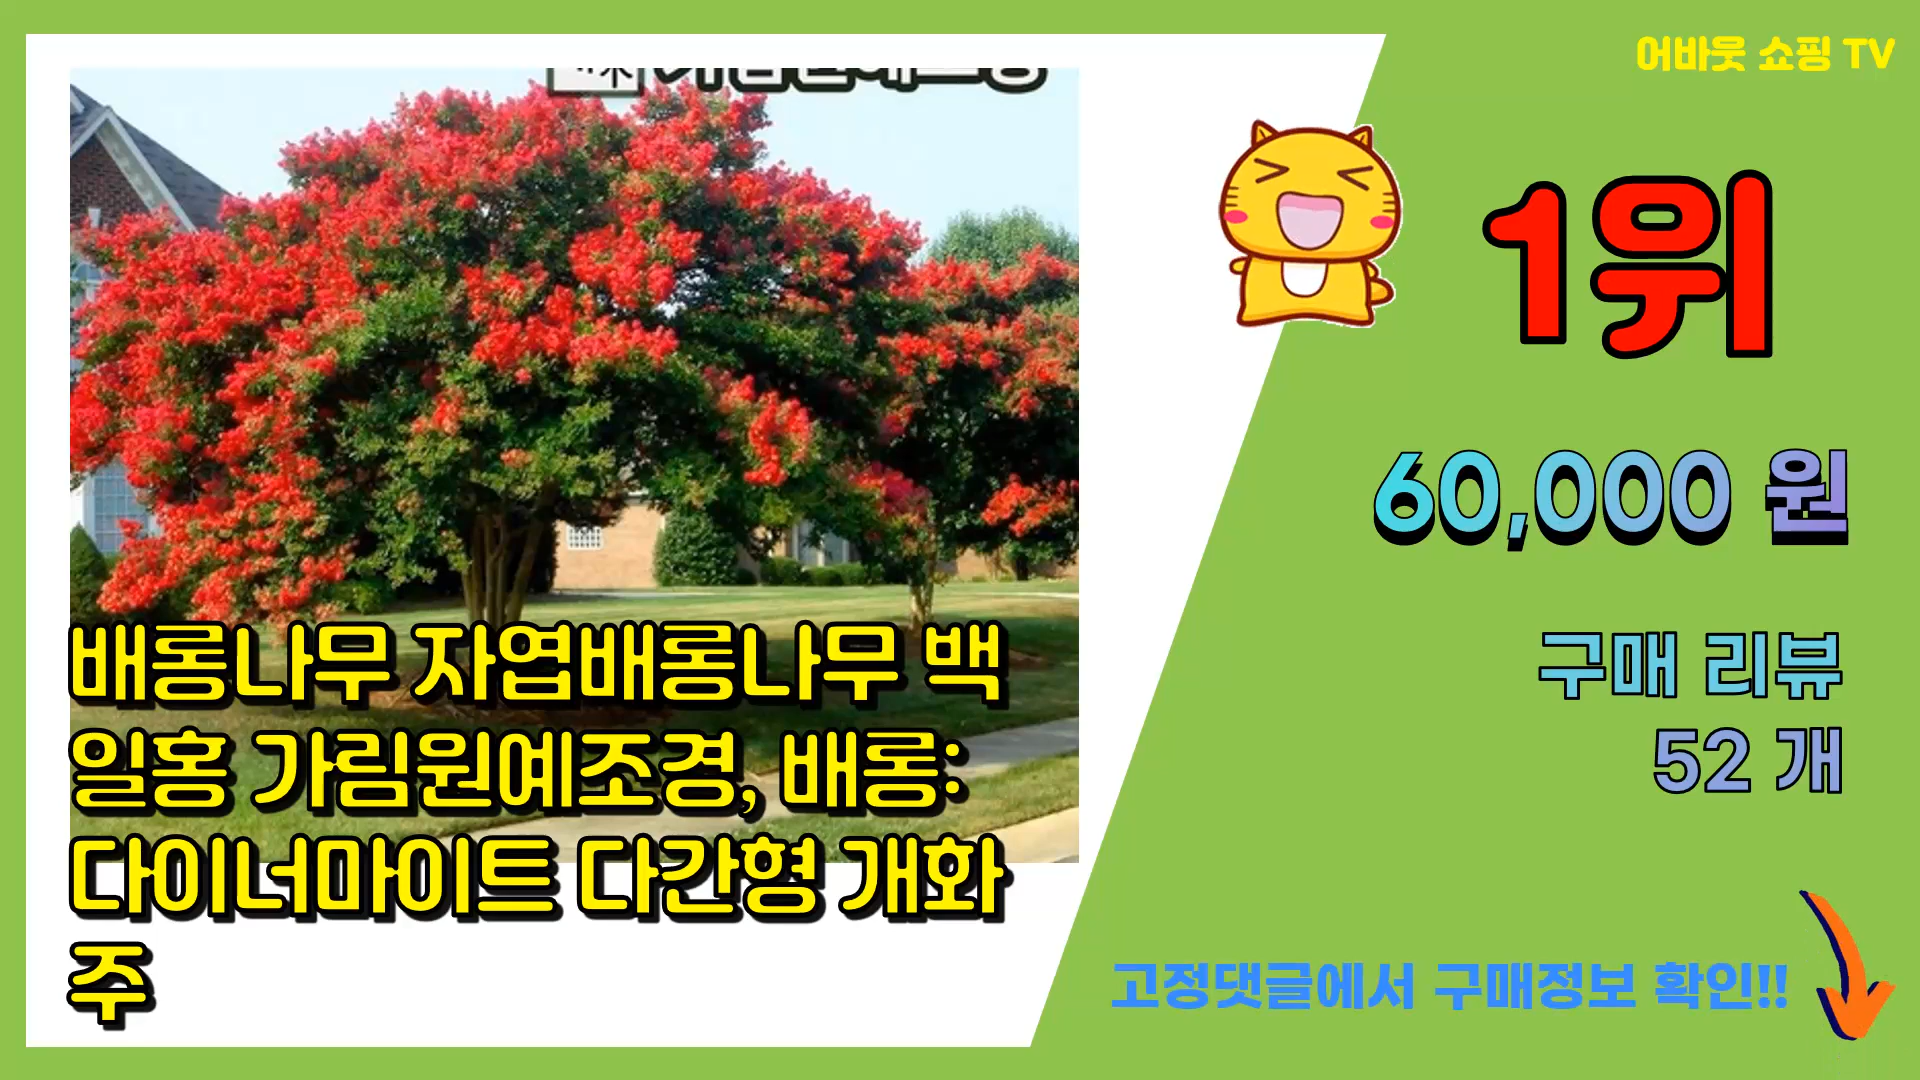 어바웃 쇼핑 TV
1위
60,000 원
구매 리뷰
52 개
배롱나무 자엽배롱나무 백
일홍 가림원예조경, 배롱:
다이너마이트 다간형 개화
주
고정댓글에서 구매정보 확인!!